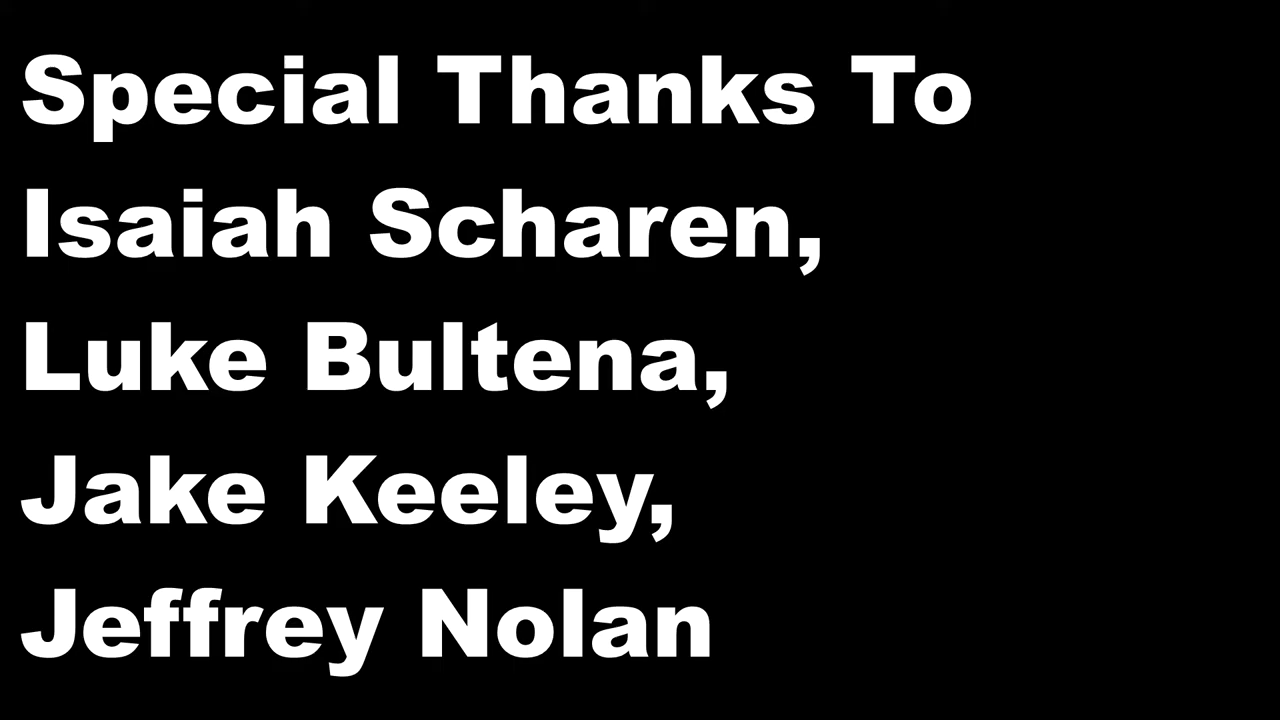 Special Thanks To
Isaiah Scharen,
Luke Bultena,
Jake Keeley,
Jeffrey Nolan